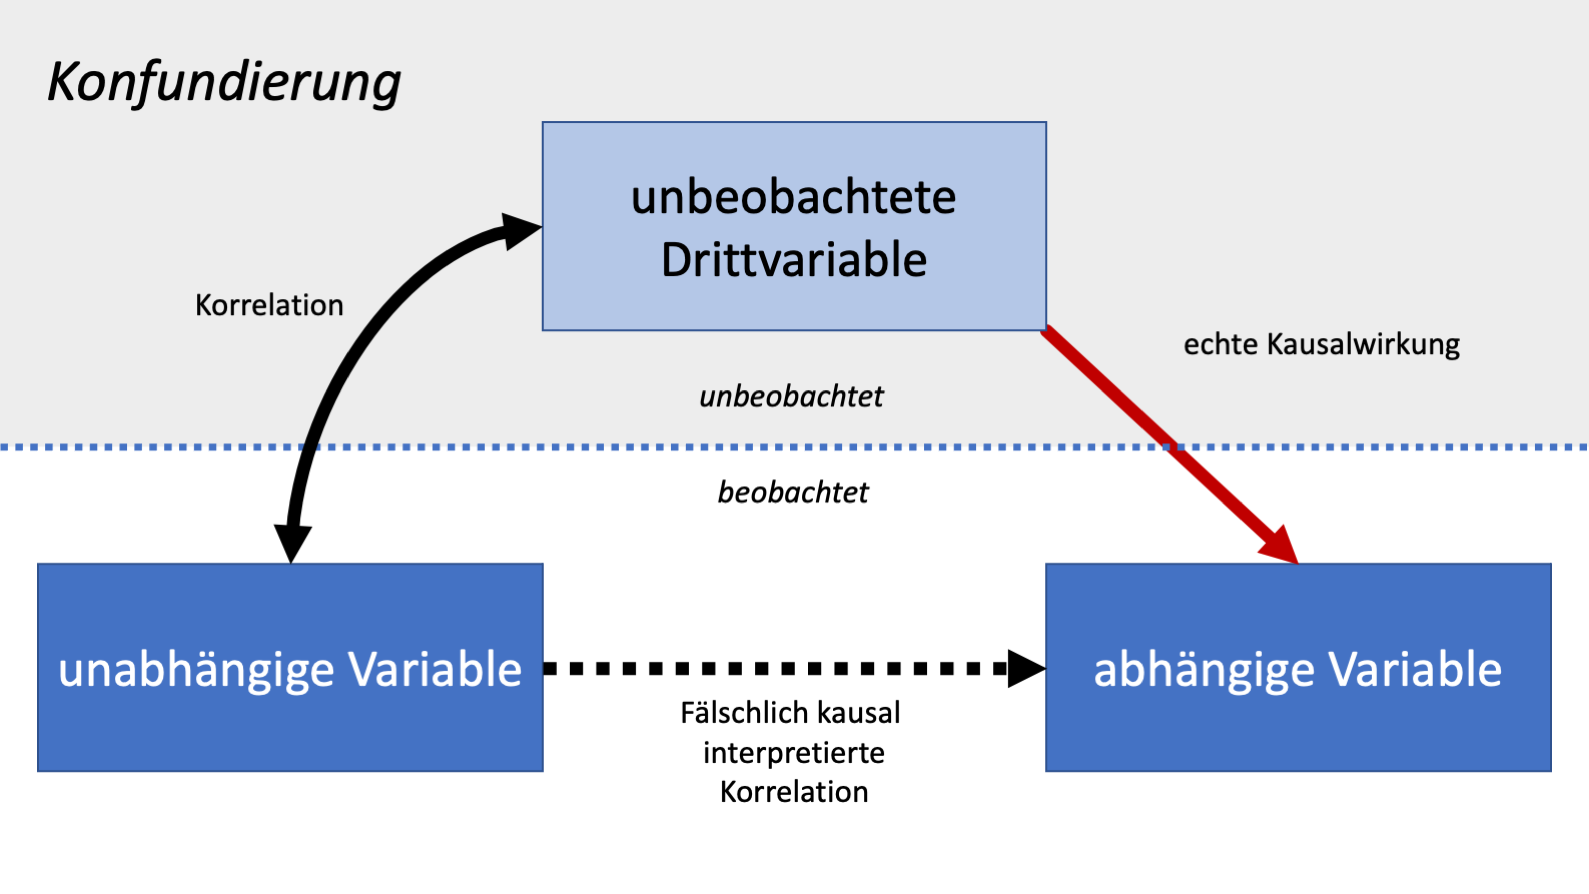 Konfundierung
unbeobachtete
Drittvariable
Korrelation
echte Kausalwirkung
unbeobachtet
beobachtet
unabhängige Variable
abhängige Variable
Fälschlich kausal
interpretierte
Korrelation